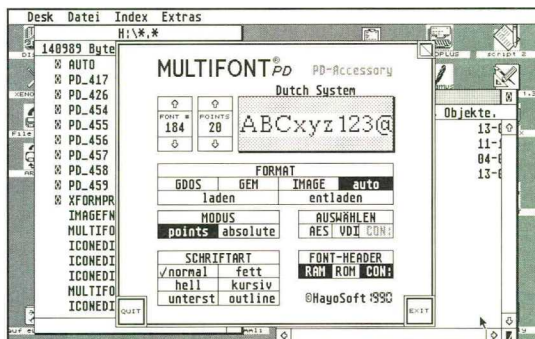 Desk Datei Index Extras
H:\*.*
140989 Byte
AUTO
PD_417
PD_426
PD_454
PD_455
PD_456
PD_457
PD_458
PD_459
XFORMPR
IMAGEFN
MULTIFO
ICONEDI
ICONEDI
ICONEDI
MULTIFO
ICONEDI
MULTIFONT® PD PD-Accessory
Dutch System
FONT # POINTS
184 20
ABCxyz123@
FORMAT
GDOS GEM IMAGE auto
laden entladen
MODUS
points absolute
AUSWÄHLEN
AES VDI CON:
SCHRIFTART
✓normal fett
hell kursiv
unterst outline
FONT-HEADER
RAM ROM CON:
©HayoSoft 1990
QUIT EXIT
Objekte.
script 2